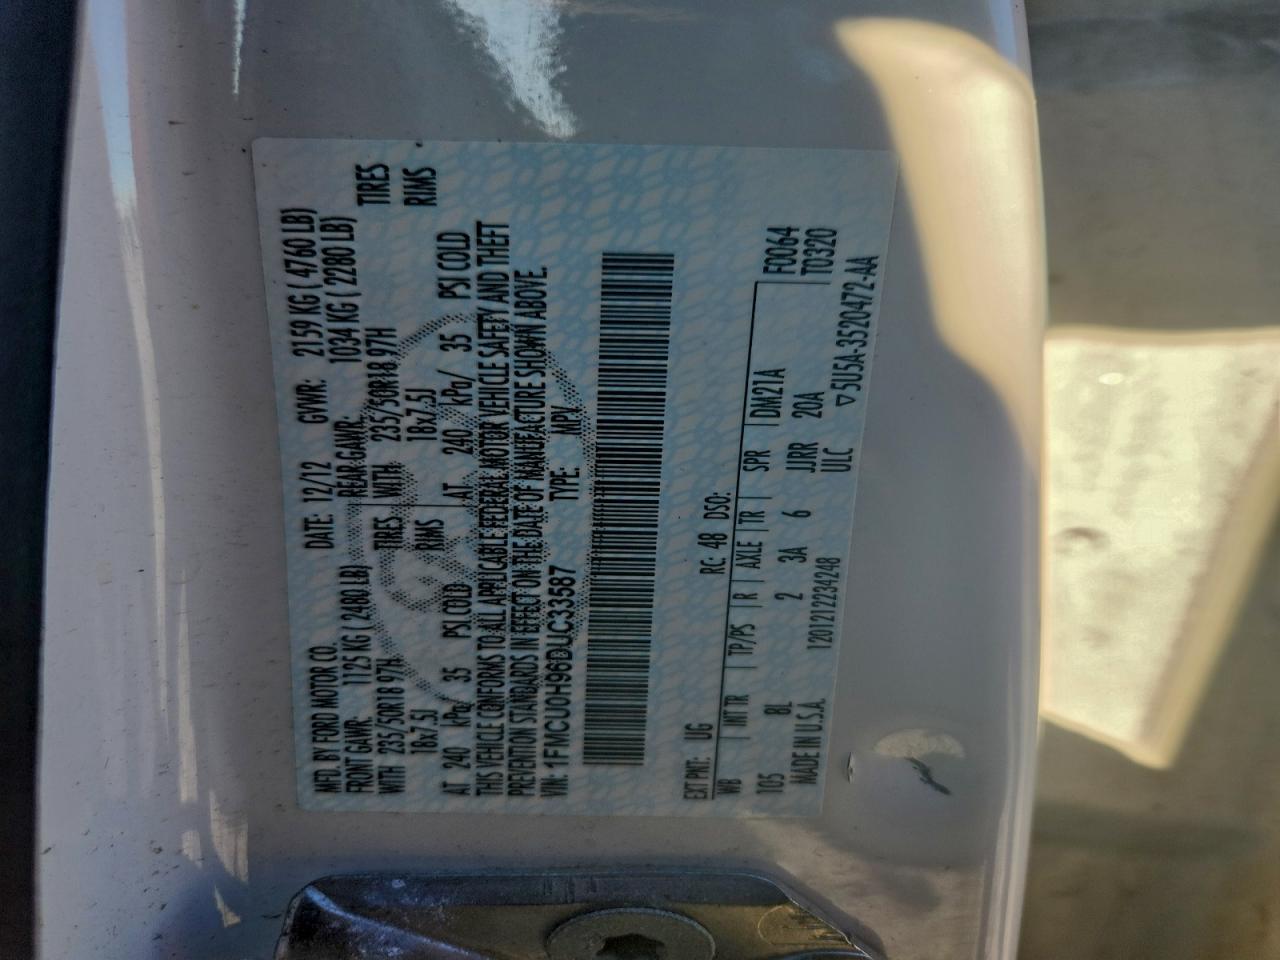 MFD. BY FORD MOTOR CO. DATE: 12/12 GVWR: 2159 KG ( 4760 LB)
FRONT GAWR: 1125 KG ( 2480 LB) REAR GAWR: 1034 KG ( 2280 LB)
WITH 235/50R18 97H TIRES WITH 235/50R18 97H TIRES
18x7.5J RIMS 18x7.5J RIMS
AT 240 kPa/ 35 PSI COLD AT 240 kPa/ 35 PSI COLD
THIS VEHICLE CONFORMS TO ALL APPLICABLE FEDERAL MOTOR VEHICLE SAFETY AND THEFT
PREVENTION STANDARDS IN EFFECT ON THE DATE OF MANUFACTURE SHOWN ABOVE.
VIN: 1FMCU0H96DUC33587 TYPE: MPV
EXT PNT: UG RC: 48 DSO:
WB INT TR TP/PS R AXLE TR SPR DM21A F0064
105 8L 2 3A 6 JJRR 20A T0320
MADE IN U.S.A. 1201212234248 ULC ▽5U5A-3520472-AA